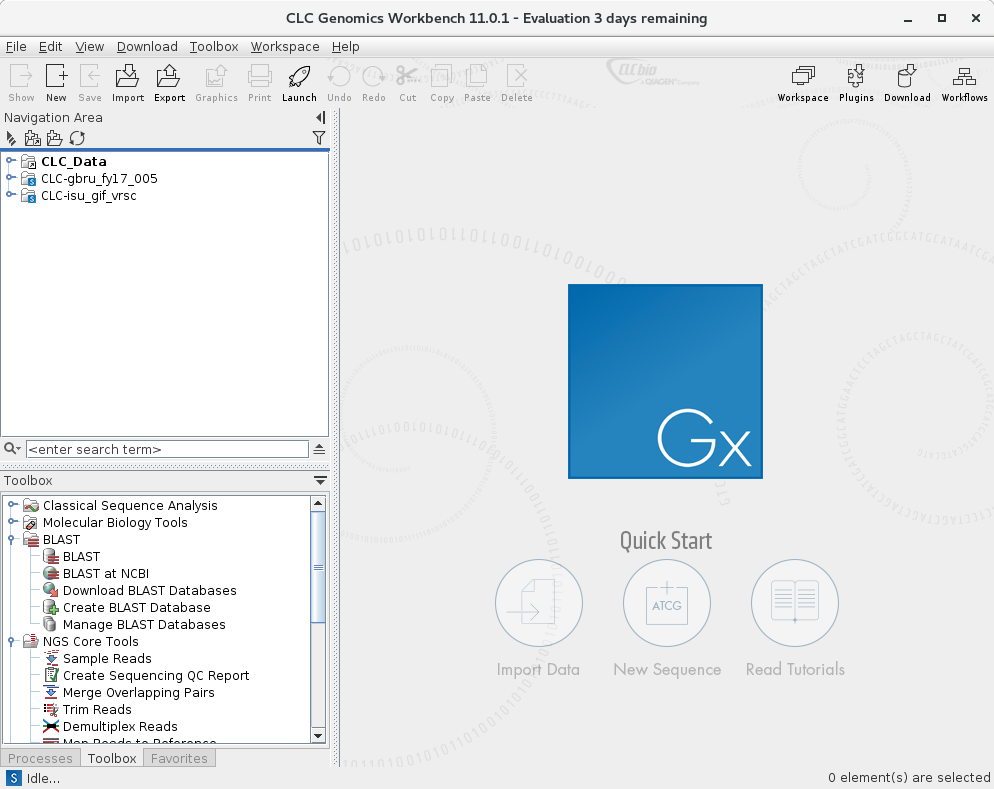 CLC Genomics Workbench 11.0.1 - Evaluation 3 days remaining
File Edit View Download Toolbox Workspace Help
Show New Save Import Export Graphics Print Launch Undo Redo Cut Copy Paste Delete Workspace Plugins Download Workflows
Navigation Area
CLC_Data
CLC-gbru_fy17_005
CLC-isu_gif_vrsc
<enter search term>
Toolbox
Classical Sequence Analysis
Molecular Biology Tools
BLAST
BLAST
BLAST at NCBI
Download BLAST Databases
Create BLAST Database
Manage BLAST Databases
NGS Core Tools
Sample Reads
Create Sequencing QC Report
Merge Overlapping Pairs
Trim Reads
Demultiplex Reads
Map Reads to Reference
Processes Toolbox Favorites
S Idle...
Gx
Quick Start
ATCG
Import Data New Sequence Read Tutorials
0 element(s) are selected